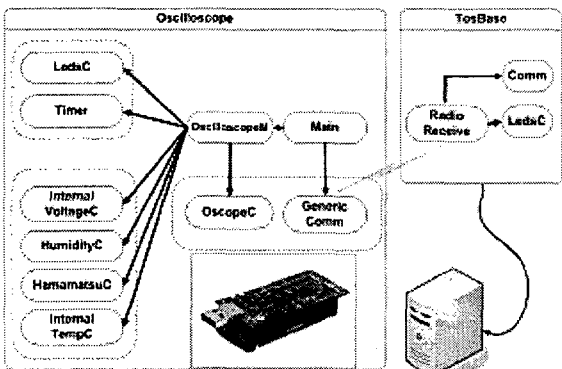 Oscilloscope
TosBase
LedsC
Timer
OscilloscopeM
Main
OscopeC
Generic
Comm
Internal
VoltageC
HumidityC
HamamatsuC
Internal
TempC
Comm
Radio
Receive
LedsC